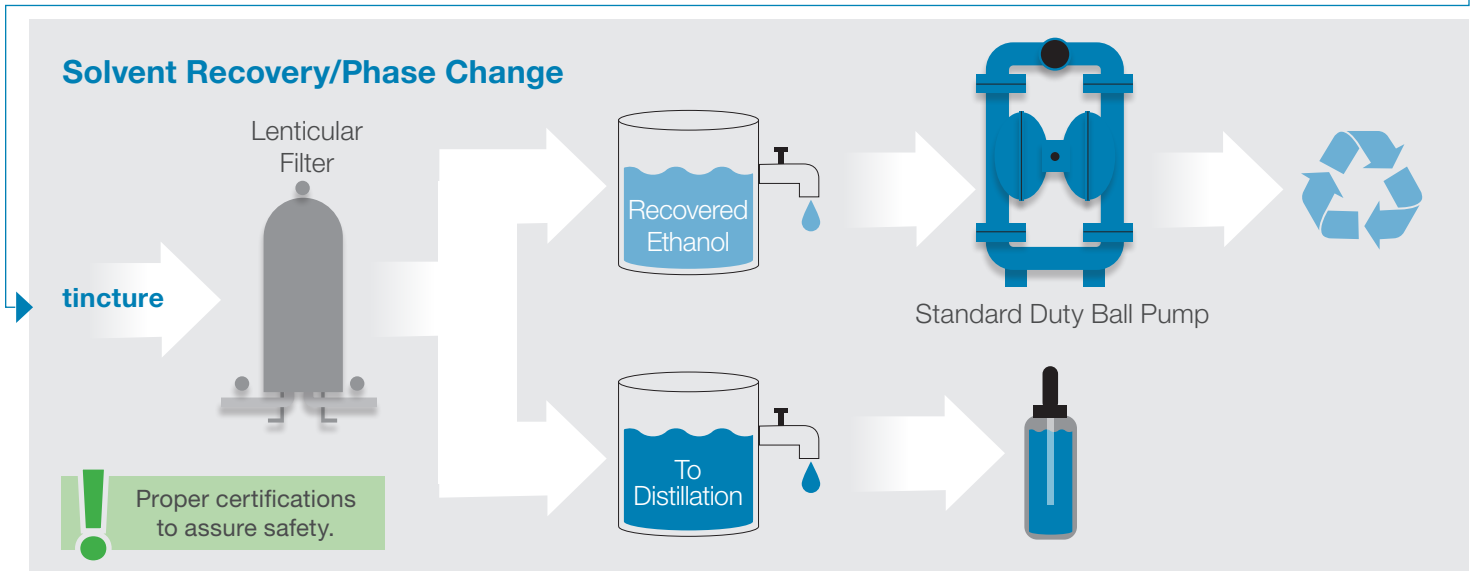 Solvent Recovery/Phase Change
Lenticular
Filter
tincture
Recovered
Ethanol
Standard Duty Ball Pump
To
Distillation
Proper certifications
to assure safety.